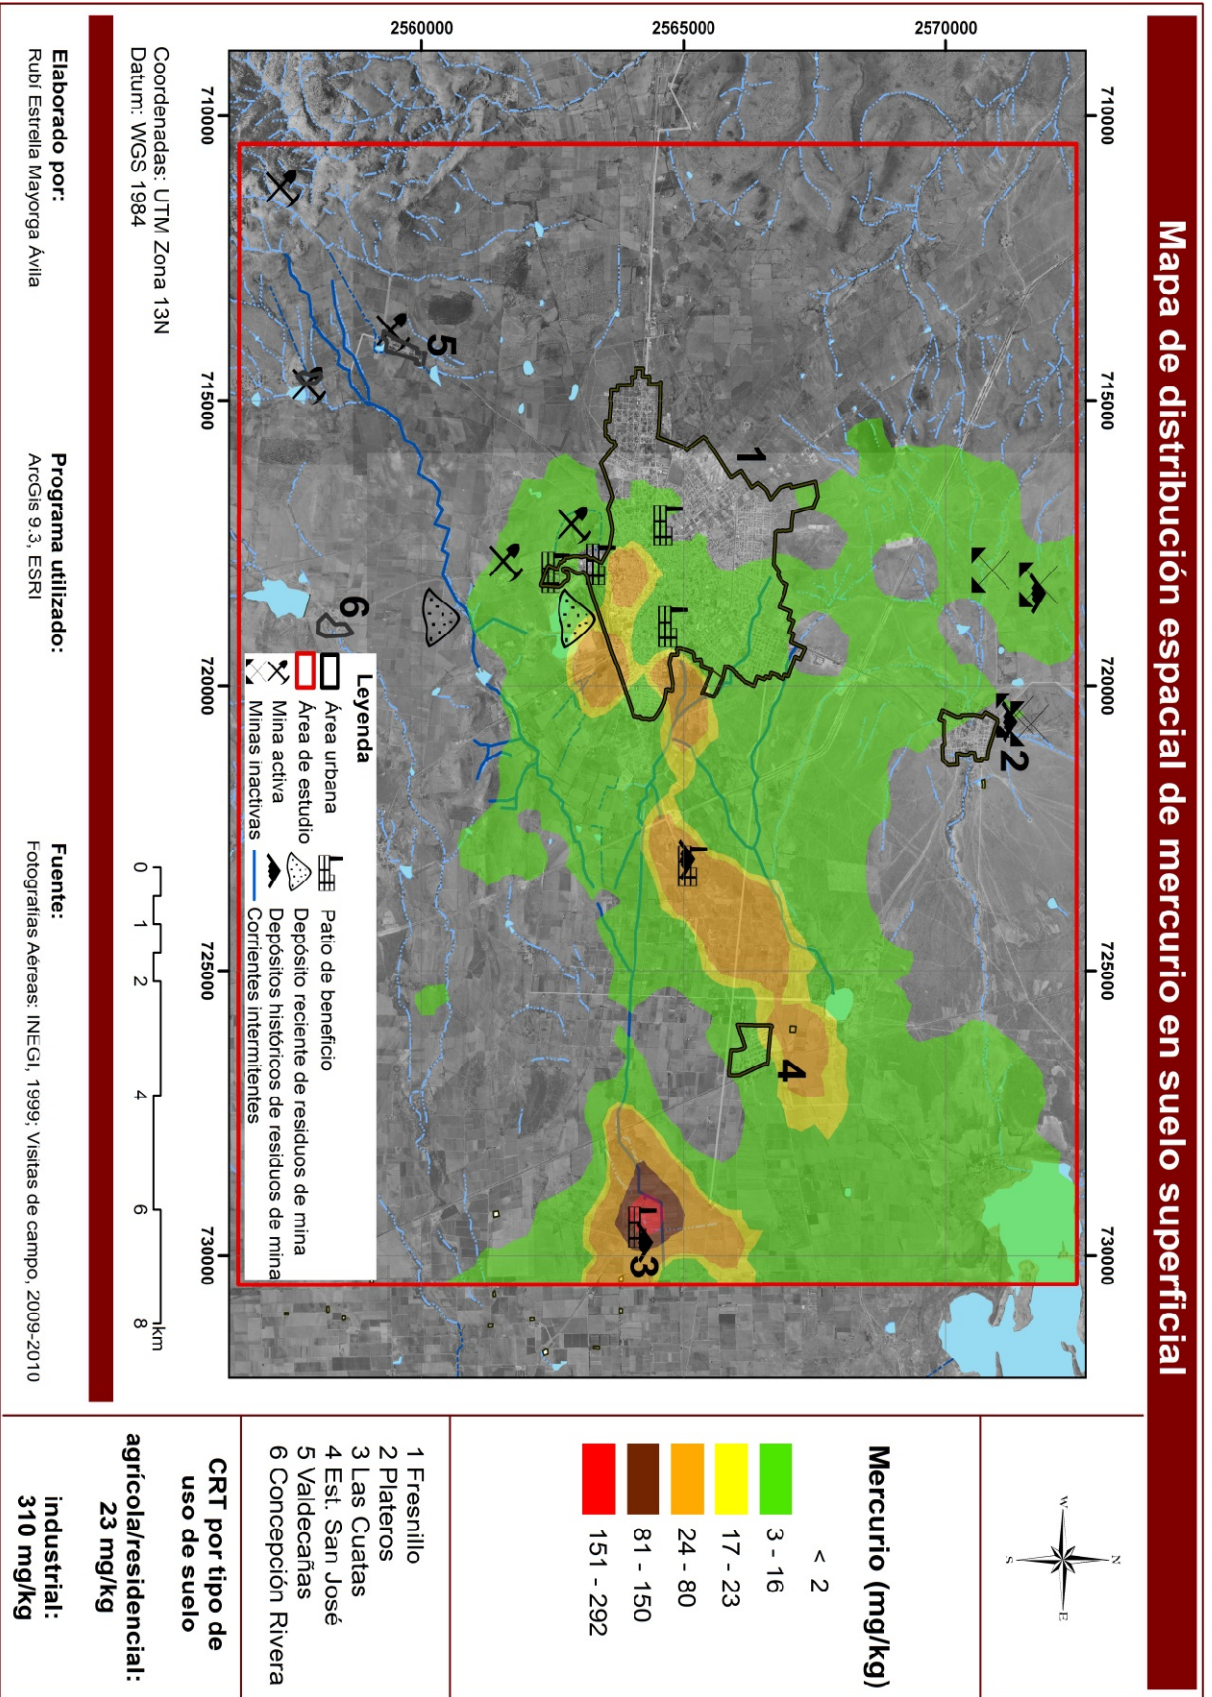 Mapa de distribución espacial de mercurio en suelo superficial
710000
715000
720000
725000
730000
2570000
2565000
2560000
710000
715000
720000
725000
730000
1
2
3
4
5
6
Leyenda
Área urbana
Área de estudio
Mina activa
Minas inactivas
Patio de beneficio
Depósito reciente de residuos de mina
Depósitos históricos de residuos de mina
Corrientes intermitentes
Coordenadas: UTM Zona 13N
Datum: WGS 1984
0 1 2 4 6 8 km
Elaborado por:
Rubí Estrella Mayorga Ávila
Programa utilizado:
ArcGis 9.3, ESRI
Fuente:
Fotografías Aéreas: INEGI, 1999; Visitas de campo, 2009-2010
N
W
E
S
Mercurio (mg/kg)
< 2
3 - 16
17 - 23
24 - 80
81 - 150
151 - 292
1 Fresnillo
2 Plateros
3 Las Cuatas
4 Est. San José
5 Valdecañas
6 Concepción Rivera
CRT por tipo de
uso de suelo
agrícola/residencial:
23 mg/kg
industrial:
310 mg/kg